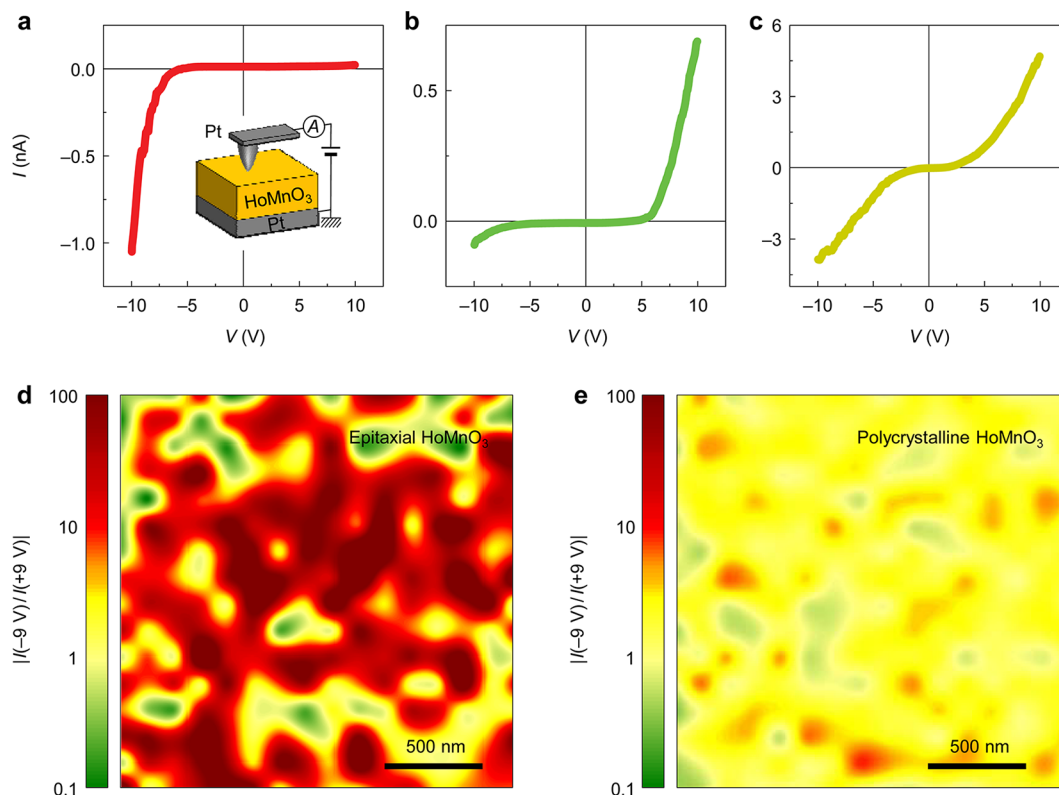 a
0.0
–0.5
–1.0
I (nA)
–10
–5
0
5
10
V (V)
Pt
A
HoMnO3
Pt
b
0.5
0.0
–10
–5
0
5
10
V (V)
c
6
3
0
–3
–10
–5
0
5
10
V (V)
d
100
10
1
0.1
|I(–9 V)/I(+9 V)|
Epitaxial HoMnO3
500 nm
e
100
10
1
0.1
|I(–9 V)/I(+9 V)|
Polycrystalline HoMnO3
500 nm